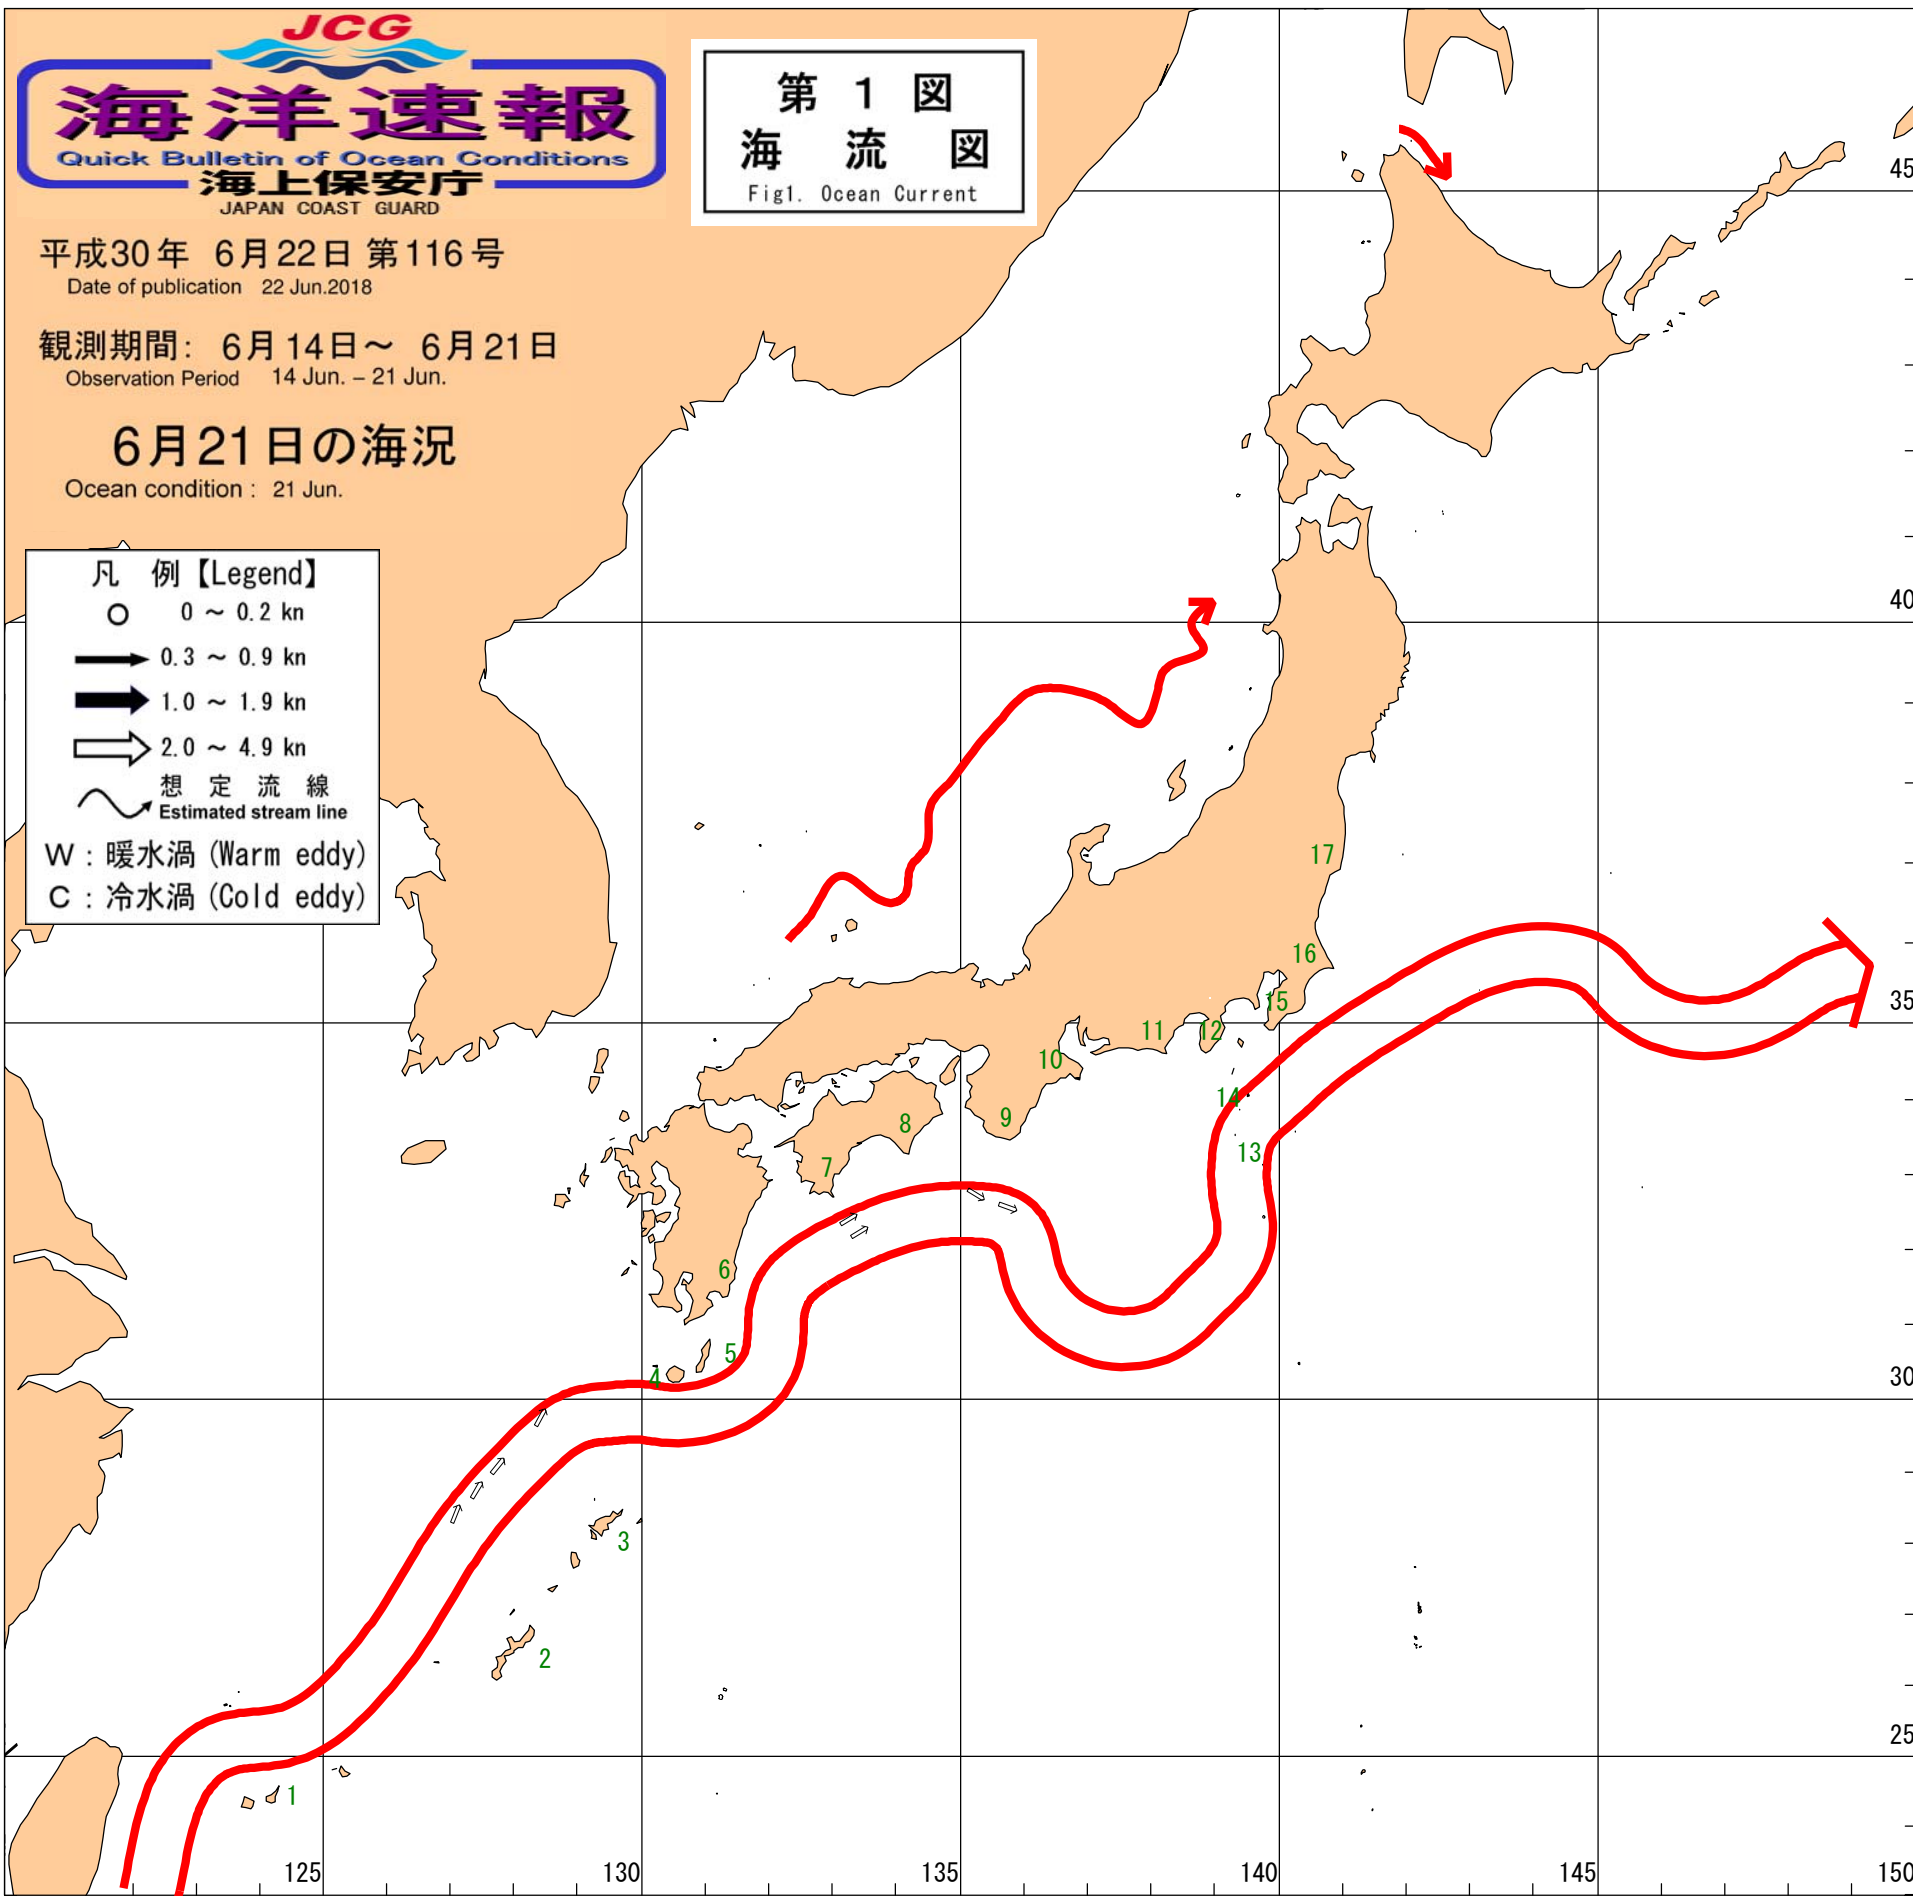 JCG
海洋速報
Quick Bulletin of Ocean Conditions
海上保安庁
JAPAN COAST GUARD
第 1 図
海 流 図
Fig1. Ocean Current
平成30年 6月22日 第116号
Date of publication 22 Jun.2018
観測期間: 6月14日～ 6月21日
Observation Period 14 Jun. – 21 Jun.
6月21日の海況
Ocean condition : 21 Jun.
凡 例【Legend】
0 ～ 0.2 kn
0.3 ～ 0.9 kn
1.0 ～ 1.9 kn
2.0 ～ 4.9 kn
想 定 流 線
Estimated stream line
W : 暖水渦 (Warm eddy)
C : 冷水渦 (Cold eddy)
45
40
17
16
35
15
11
12
10
14
9
8
13
7
6
5
4
30
3
2
25
1
125
130
135
140
145
150